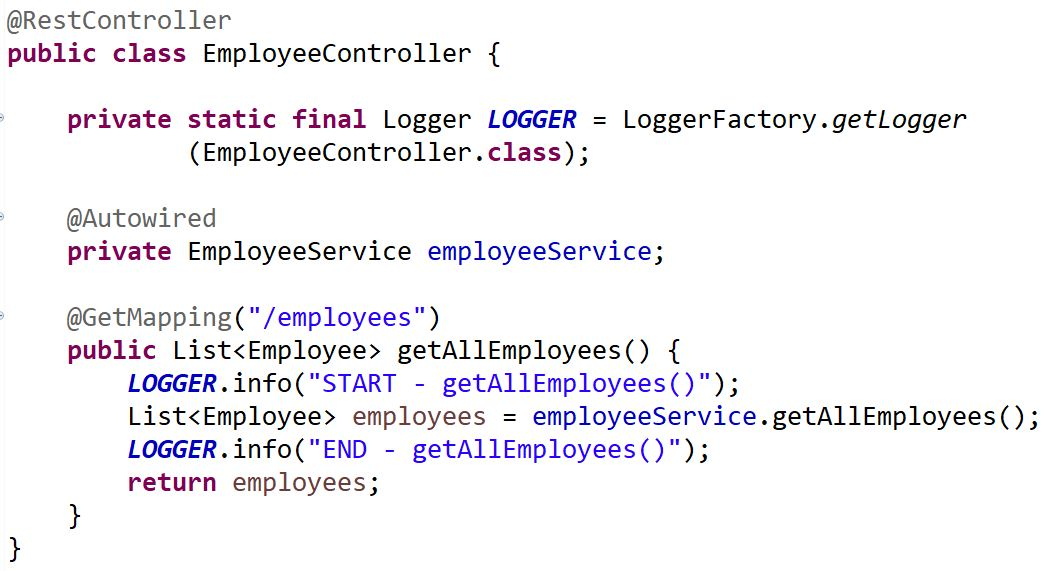 @RestController
public class EmployeeController {
private static final Logger LOGGER = LoggerFactory.getLogger
(EmployeeController.class);
@Autowired
private EmployeeService employeeService;
@GetMapping("/employees")
public List<Employee> getAllEmployees() {
LOGGER.info("START - getAllEmployees()");
List<Employee> employees = employeeService.getAllEmployees();
LOGGER.info("END - getAllEmployees()");
return employees;
}
}